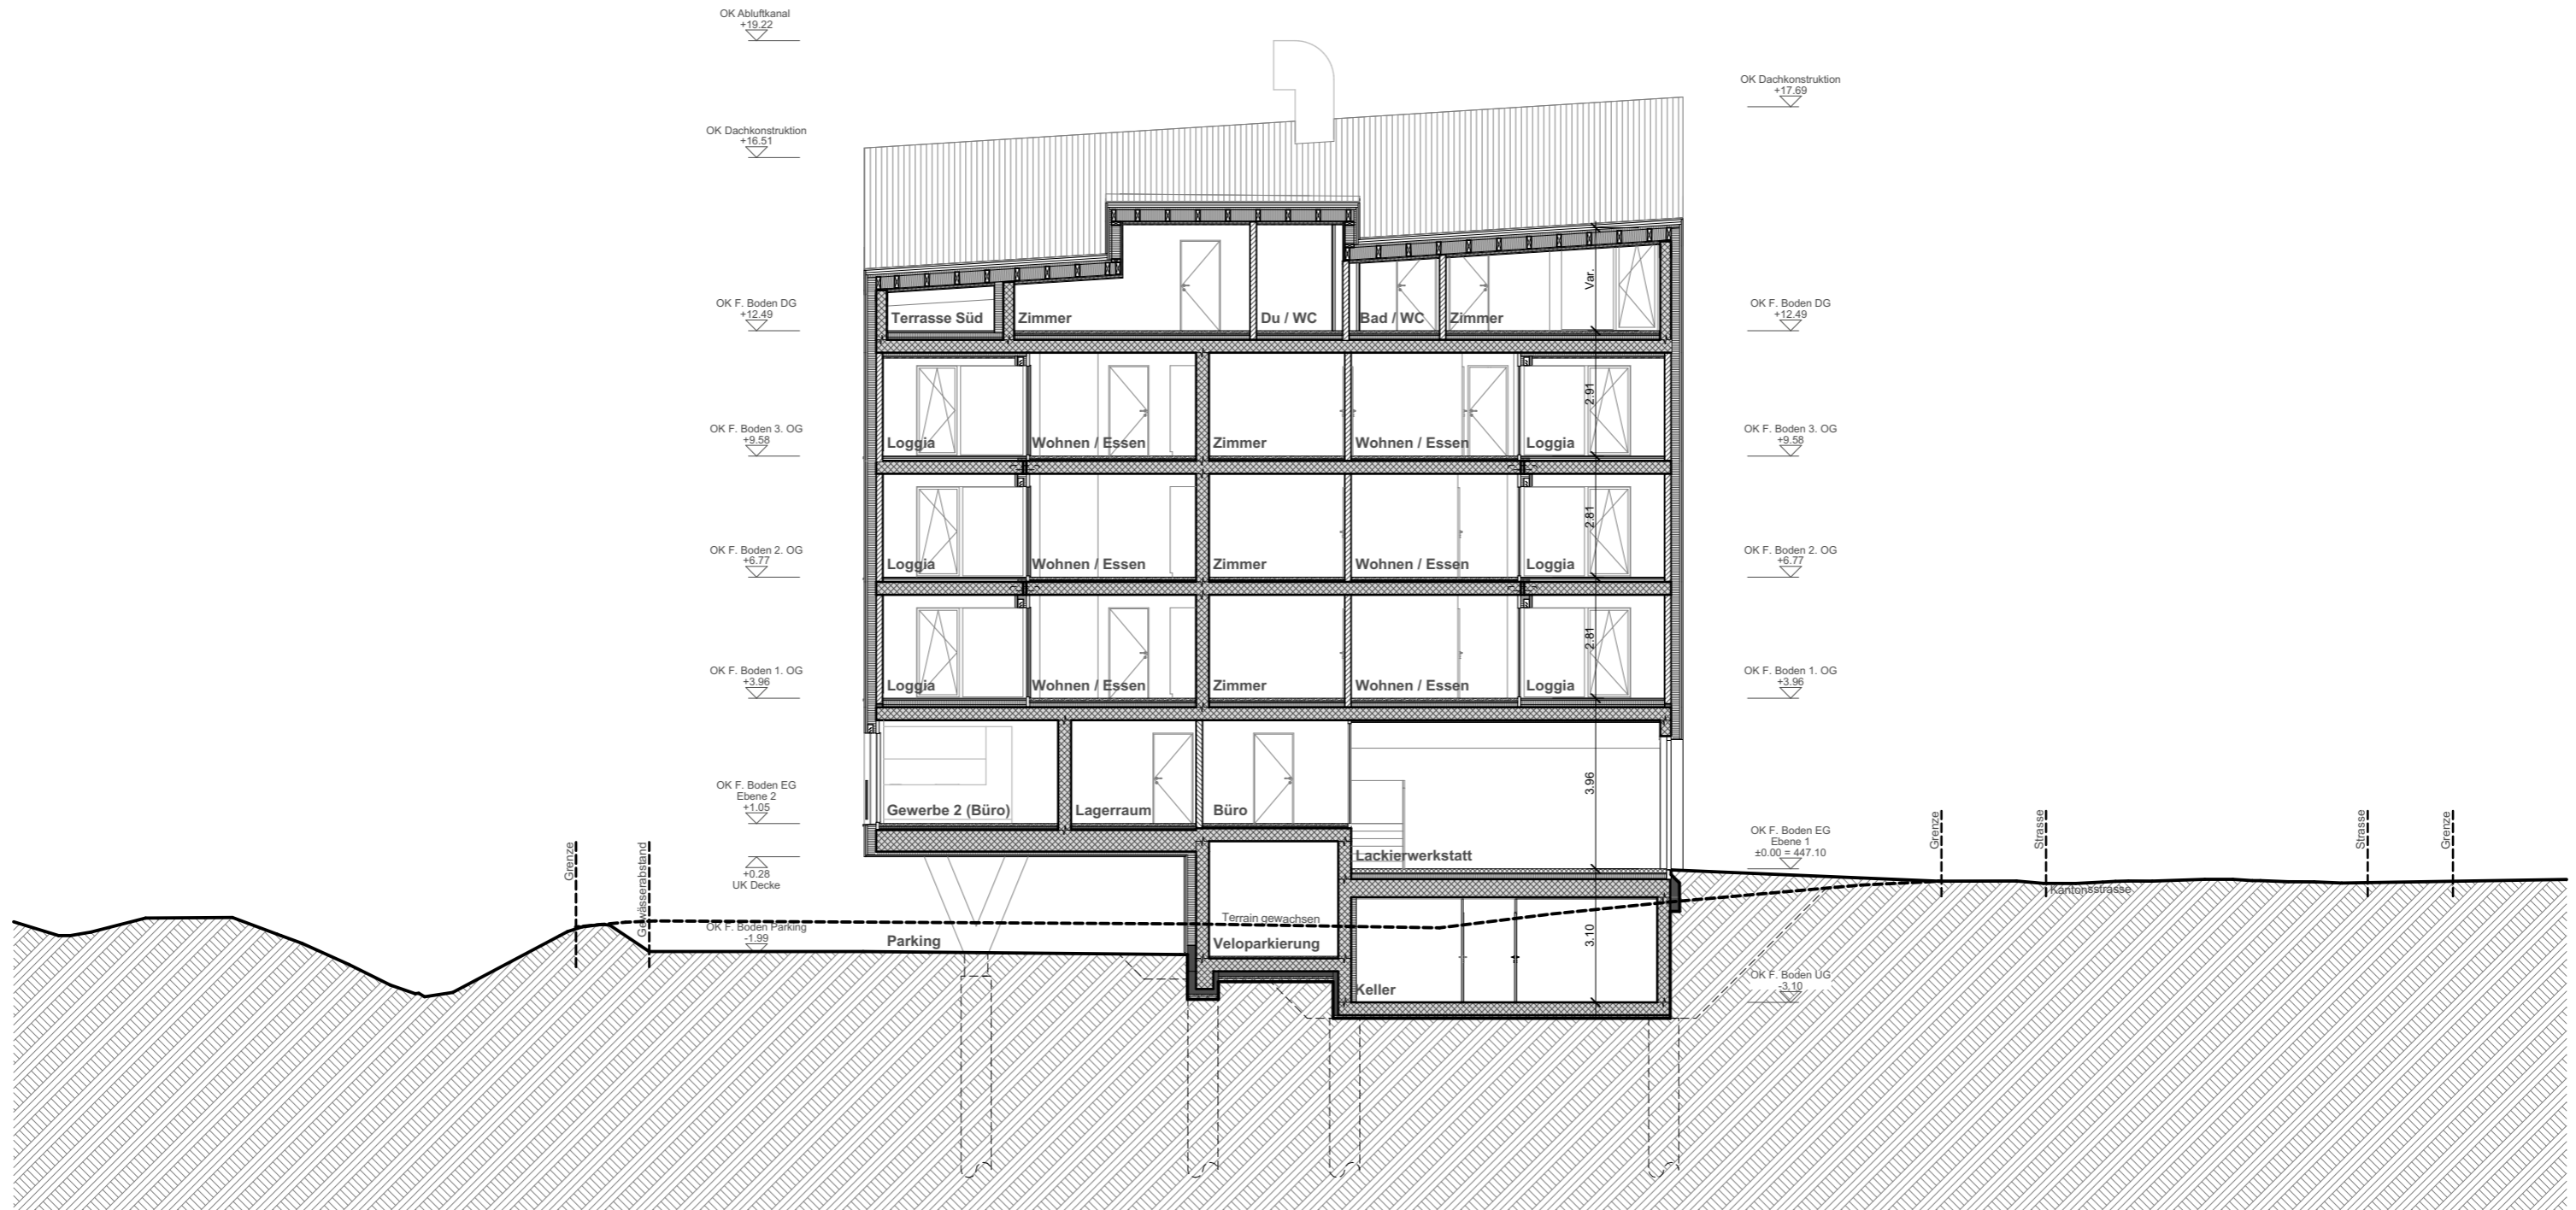 OK Abluftkanal
+19.22
OK Dachkonstruktion
+17.69
OK Dachkonstruktion
+16.51
Var.
OK F. Boden DG
+12.49
Terrasse Süd
Zimmer
Du / WC
Bad / WC
Zimmer
OK F. Boden DG
+12.49
2.91
OK F. Boden 3. OG
+9.58
Loggia
Wohnen / Essen
Zimmer
Wohnen / Essen
Loggia
OK F. Boden 3. OG
+9.58
2.81
OK F. Boden 2. OG
+6.77
Loggia
Wohnen / Essen
Zimmer
Wohnen / Essen
Loggia
OK F. Boden 2. OG
+6.77
2.81
OK F. Boden 1. OG
+3.96
Loggia
Wohnen / Essen
Zimmer
Wohnen / Essen
Loggia
OK F. Boden 1. OG
+3.96
3.96
OK F. Boden EG
Ebene 2
+1.05
Gewerbe 2 (Büro)
Lagerraum
Büro
Lackierwerkstatt
OK F. Boden EG
Ebene 1
±0.00 = 447.10
Grenze
Strasse
Strasse
Grenze
Grenze
Gewässerabstand
+0.28
UK Decke
Kantonsstrasse
Terrain gewachsen
OK F. Boden Parking
-1.99
Parking
Veloparkierung
3.10
Keller
OK F. Boden UG
-3.10